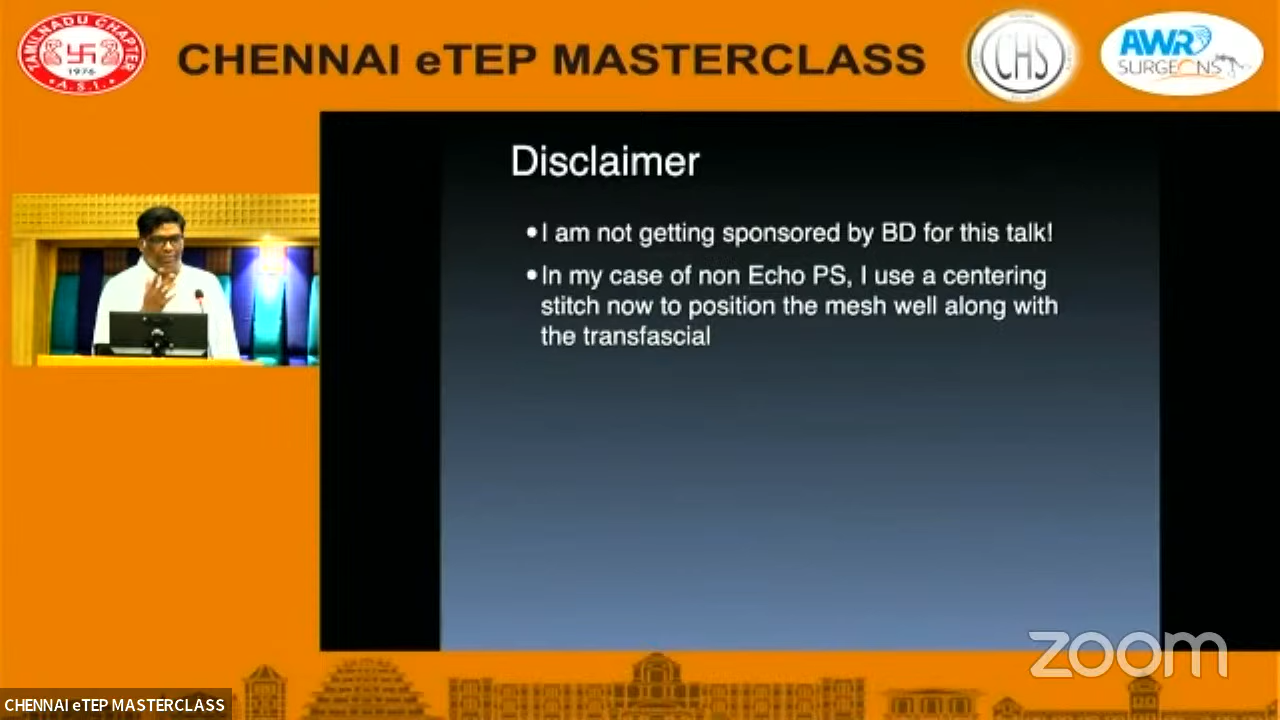 TAMILNADU CHAPTER
1976
A.S.I.
CHENNAI eTEP MASTERCLASS
CHS
AWR
SURGEONS
Disclaimer
•I am not getting sponsored by BD for this talk!
•In my case of non Echo PS, I use a centering
stitch now to position the mesh well along with
the transfascial
zoom
CHENNAI eTEP MASTERCLASS